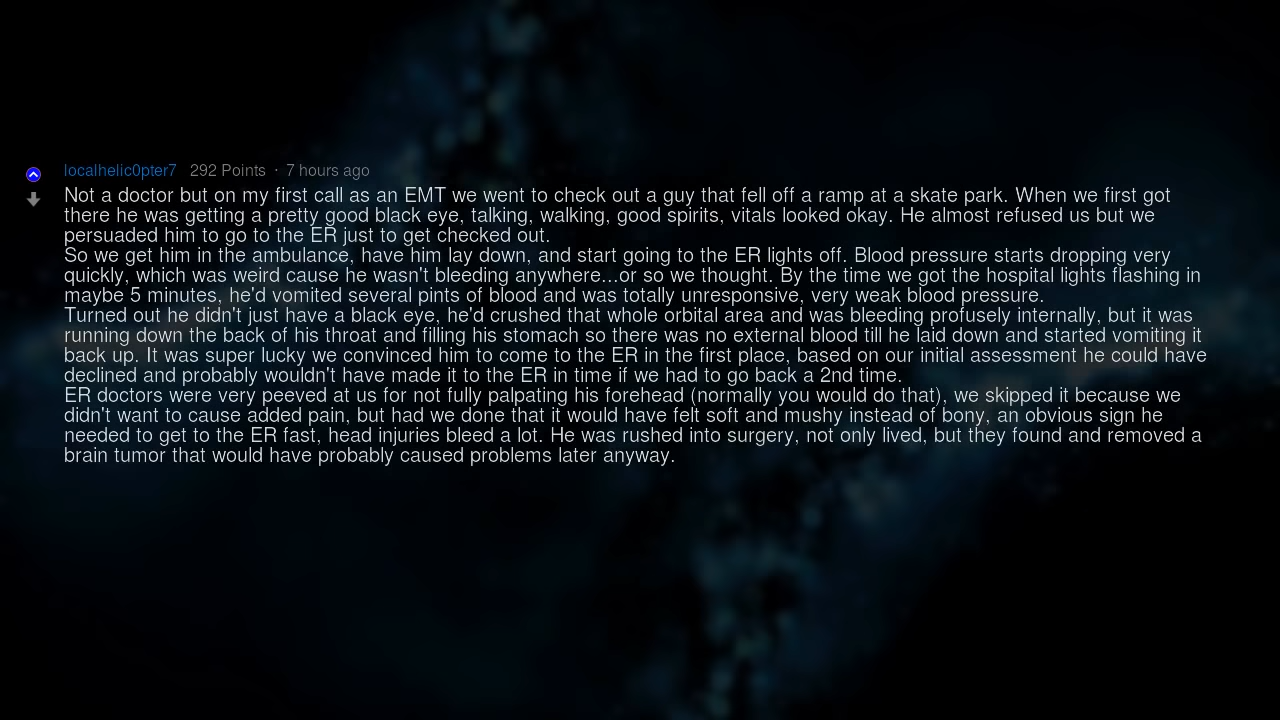 localhelic0pter7 292 Points · 7 hours ago
Not a doctor but on my first call as an EMT we went to check out a guy that fell off a ramp at a skate park. When we first got
there he was getting a pretty good black eye, talking, walking, good spirits, vitals looked okay. He almost refused us but we
persuaded him to go to the ER just to get checked out.
So we get him in the ambulance, have him lay down, and start going to the ER lights off. Blood pressure starts dropping very
quickly, which was weird cause he wasn't bleeding anywhere...or so we thought. By the time we got the hospital lights flashing in
maybe 5 minutes, he'd vomited several pints of blood and was totally unresponsive, very weak blood pressure.
Turned out he didn't just have a black eye, he'd crushed that whole orbital area and was bleeding profusely internally, but it was
running down the back of his throat and filling his stomach so there was no external blood till he laid down and started vomiting it
back up. It was super lucky we convinced him to come to the ER in the first place, based on our initial assessment he could have
declined and probably wouldn't have made it to the ER in time if we had to go back a 2nd time.
ER doctors were very peeved at us for not fully palpating his forehead (normally you would do that), we skipped it because we
didn't want to cause added pain, but had we done that it would have felt soft and mushy instead of bony, an obvious sign he
needed to get to the ER fast, head injuries bleed a lot. He was rushed into surgery, not only lived, but they found and removed a
brain tumor that would have probably caused problems later anyway.